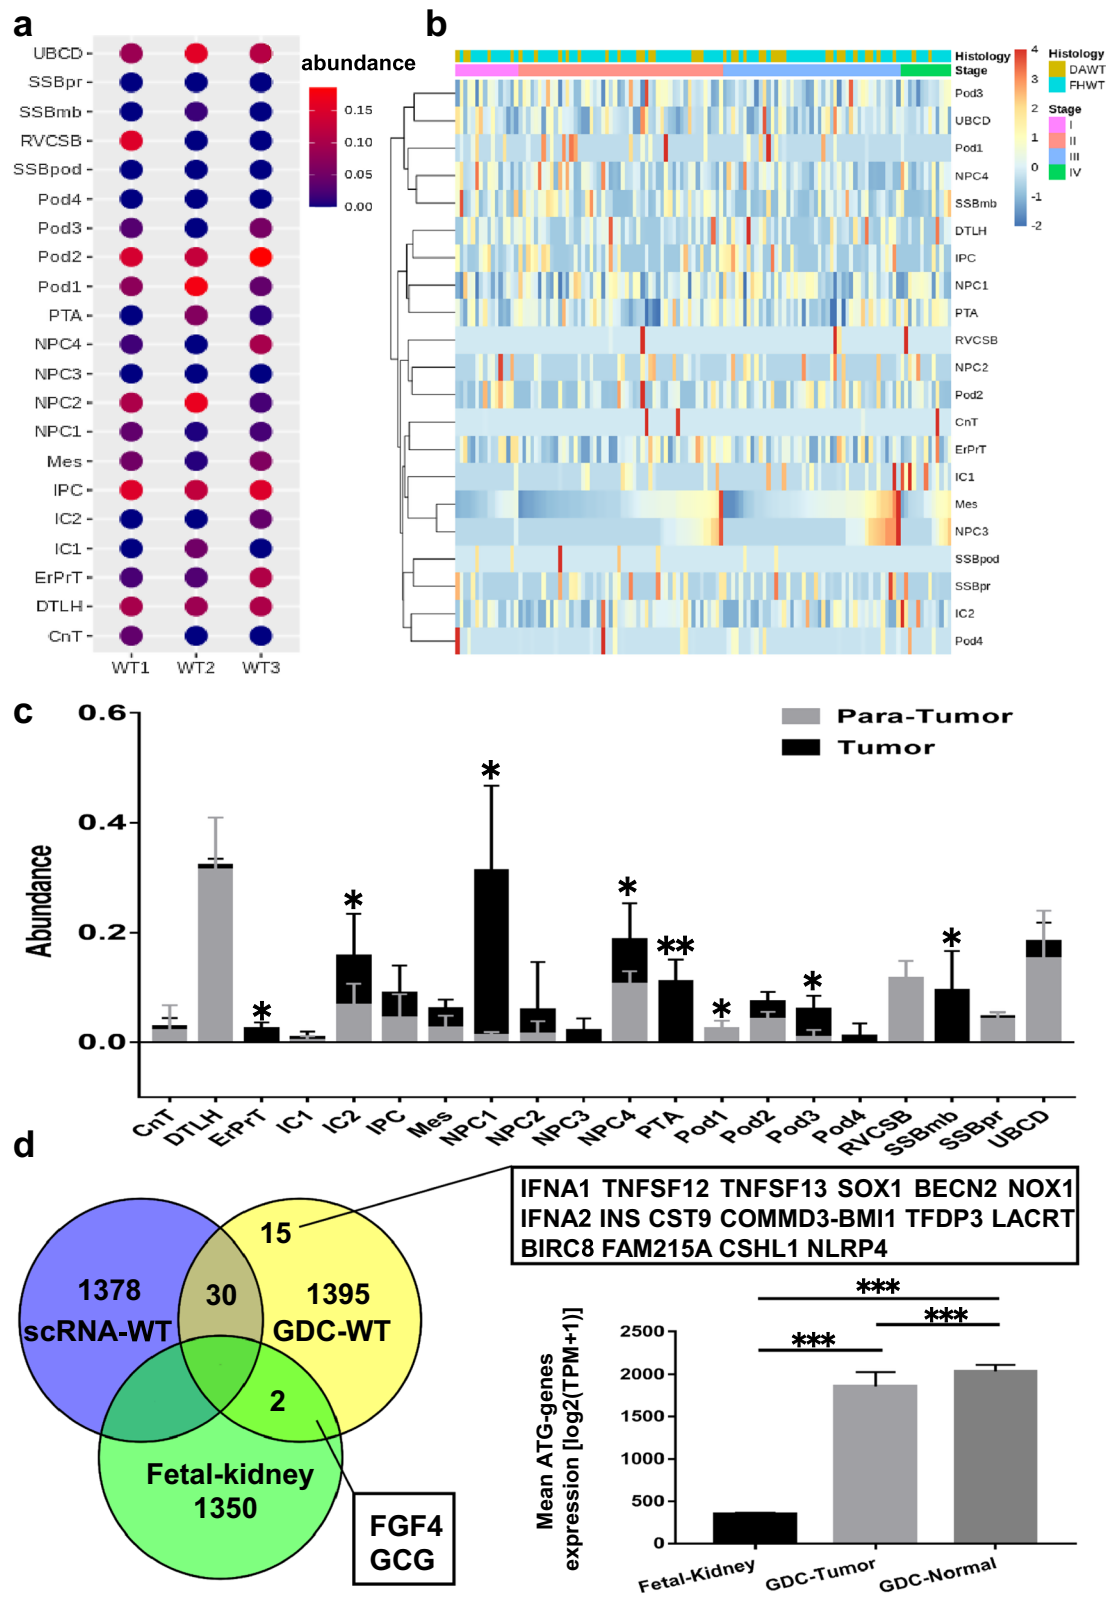 a
UBCD
SSBpr
SSBmb
RVCSB
SSBpod
Pod4
Pod3
Pod2
Pod1
PTA
NPC4
NPC3
NPC2
NPC1
Mes
IPC
IC2
IC1
ErPrT
DTLH
CnT
WT1 WT2 WT3
abundance
0.15
0.10
0.05
0.00
b
Histology
Stage
Pod3
UBCD
Pod1
NPC4
SSBmb
DTLH
IPC
NPC1
PTA
RVCSB
NPC2
Pod2
CnT
ErPrT
IC1
Mes
NPC3
SSBpod
SSBpr
IC2
Pod4
4
3
2
1
0
-1
-2
Histology
DAWT
FHWT
Stage
I
II
III
IV
c
Para-Tumor
Tumor
Abundance
0.6
0.4
0.2
0.0
* * * * ** * * *
CnT DTLH ErPrT IC1 IC2 IPC Mes NPC1 NPC2 NPC3 NPC4 PTA Pod1 Pod2 Pod3 Pod4 RVCSB SSBmb SSBpr UBCD
d
1378
scRNA-WT
30
15
1395
GDC-WT
2
Fetal-kidney
1350
FGF4
GCG
IFNA1 TNFSF12 TNFSF13 SOX1 BECN2 NOX1
IFNA2 INS CST9 COMMD3-BMI1 TFDP3 LACRT
BIRC8 FAM215A CSHL1 NLRP4
Mean ATG-genes
expression [log2(TPM+1)]
2500
2000
1500
1000
500
0
***
***
***
Fetal-Kidney GDC-Tumor GDC-Normal